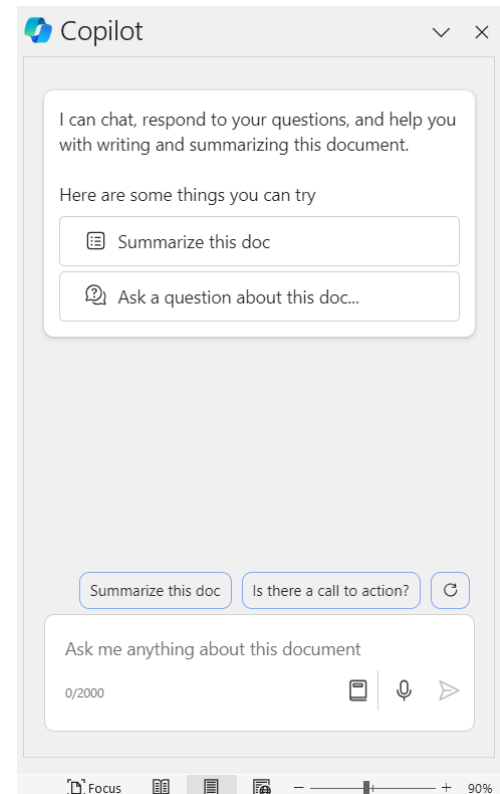 Copilot
I can chat, respond to your questions, and help you
with writing and summarizing this document.
Here are some things you can try
Summarize this doc
Ask a question about this doc...
Summarize this doc
Is there a call to action?
Ask me anything about this document
0/2000
Focus
90%